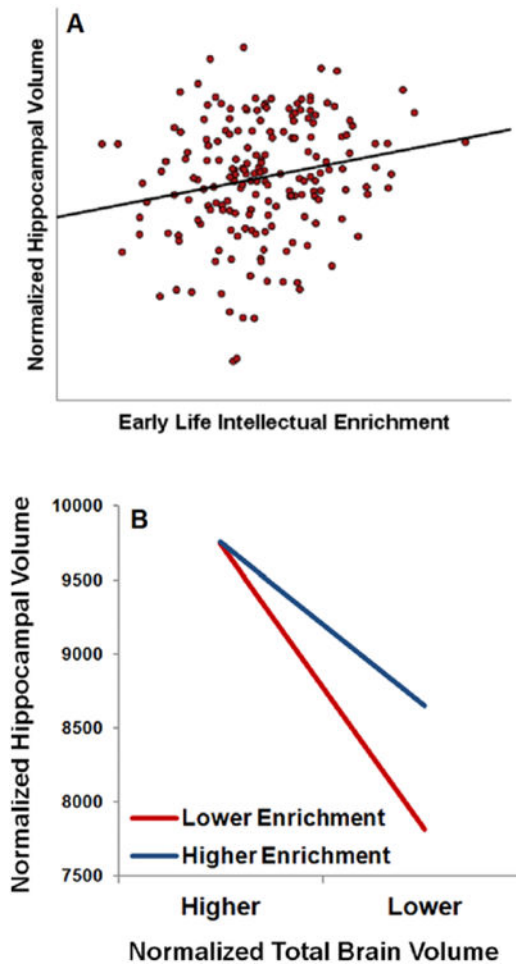 A
Normalized Hippocampal Volume
Early Life Intellectual Enrichment
B
Normalized Hippocampal Volume
10000
9500
9000
8500
8000
7500
Lower Enrichment
Higher Enrichment
Higher Lower
Normalized Total Brain Volume